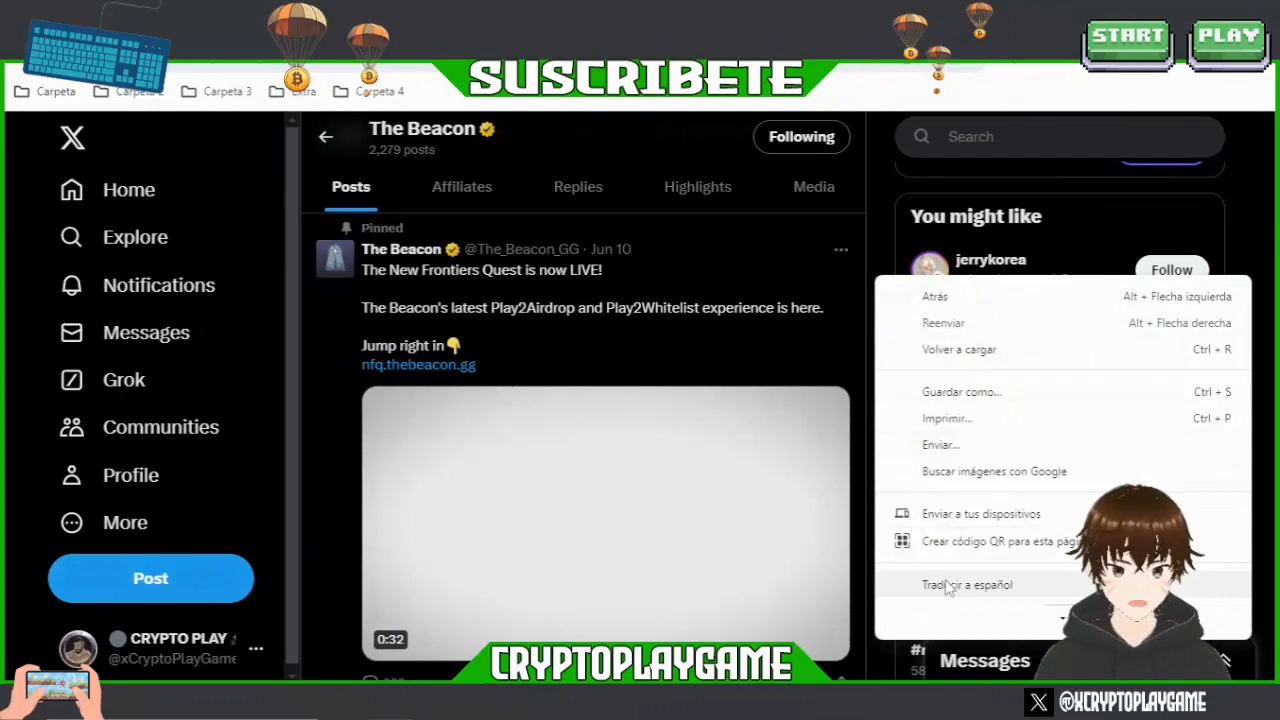 START
PLAY
SUSCRIBETE
Carpeta
Carpeta 2
Carpeta 3
Extra
Carpeta 4
The Beacon
2,279 posts
Following
Posts
Affiliates
Replies
Highlights
Media
Home
Explore
Notifications
Messages
Grok
Communities
Profile
More
Post
CRYPTO PLAY
@xCryptoPlayGame
Pinned
The Beacon @The_Beacon_GG · Jun 10
The New Frontiers Quest is now LIVE!
The Beacon's latest Play2Airdrop and Play2Whitelist experience is here.
Jump right in👇
nfq.thebeacon.gg
0:32
Search
You might like
jerrykorea
Follow
Atrás Alt + Flecha izquierda
Reenviar Alt + Flecha derecha
Volver a cargar Ctrl + R
Guardar como... Ctrl + S
Imprimir... Ctrl + P
Enviar...
Buscar imágenes con Google
Enviar a tus dispositivos
Crear código QR para esta pági
Traducir a español
Messages
CRYPTOPLAYGAME
@XCRYPTOPLAYGAME